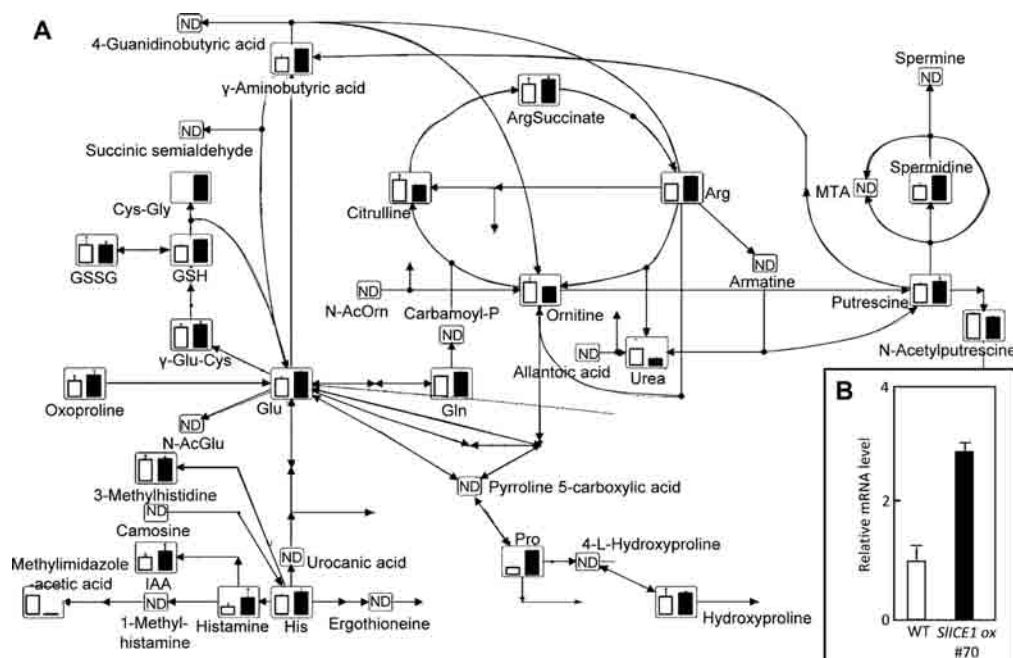 A
ND
4-Guanidinobutyric acid
γ-Aminobutyric acid
ND
Succinic semialdehyde
Cys-Gly
GSSG
GSH
γ-Glu-Cys
Oxoproline
Glu
ND
N-AcGlu
3-Methylhistidine
ND
Camosine
Methylimidazole
-acetic acid
IAA
ND
1-Methyl-
histamine
Histamine
His
ND
Urocanic acid
ND
Ergothioneine
ArgSuccinate
Citrulline
Arg
ND
N-AcOrn
Carbamoyl-P
ND
Gln
Ornitine
ND
Armatine
ND
Allantoic acid
Urea
ND
Pyrroline 5-carboxylic acid
Pro
4-L-Hydroxyproline
ND
Hydroxyproline
Spermine
ND
Spermidine
MTA
ND
Putrescine
N-Acetylputrescine
B
Relative mRNA level
4
2
0
WT
SlICE1 ox
#70